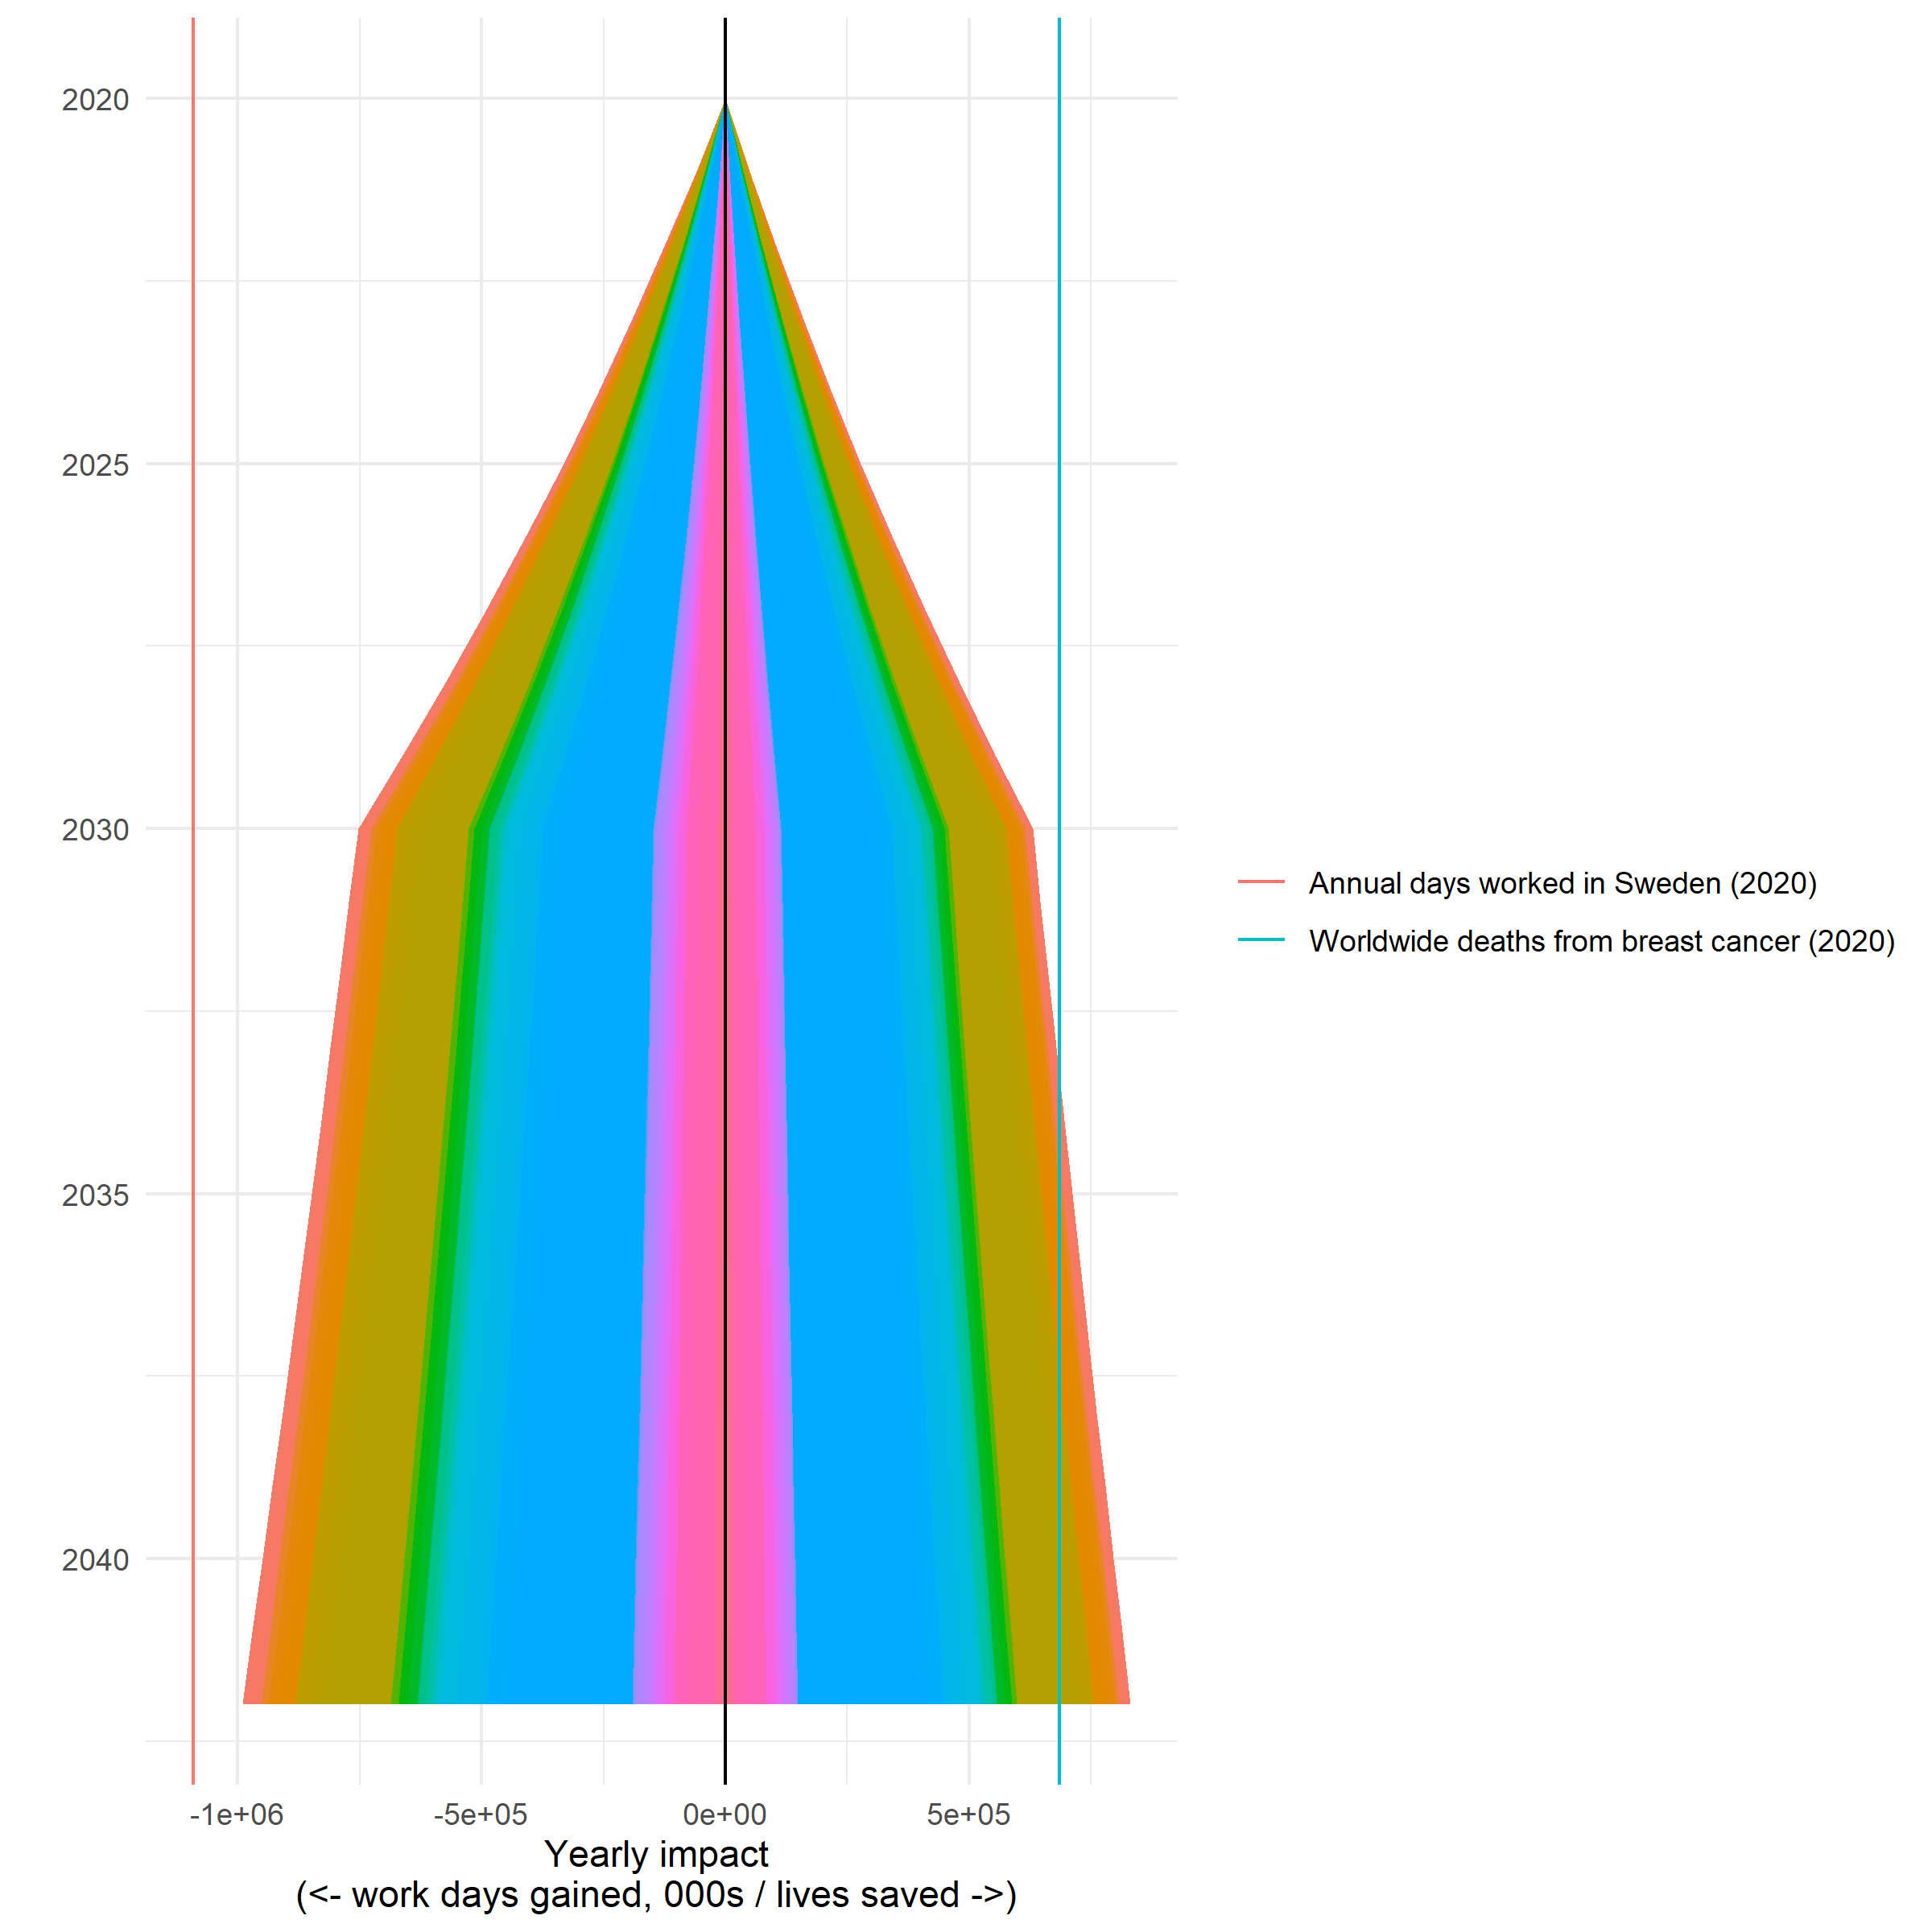 2020
2025
2030
2035
2040
-1e+06
-5e+05
0e+00
5e+05
Yearly impact
(<- work days gained, 000s / lives saved ->)
Annual days worked in Sweden (2020)
Worldwide deaths from breast cancer (2020)